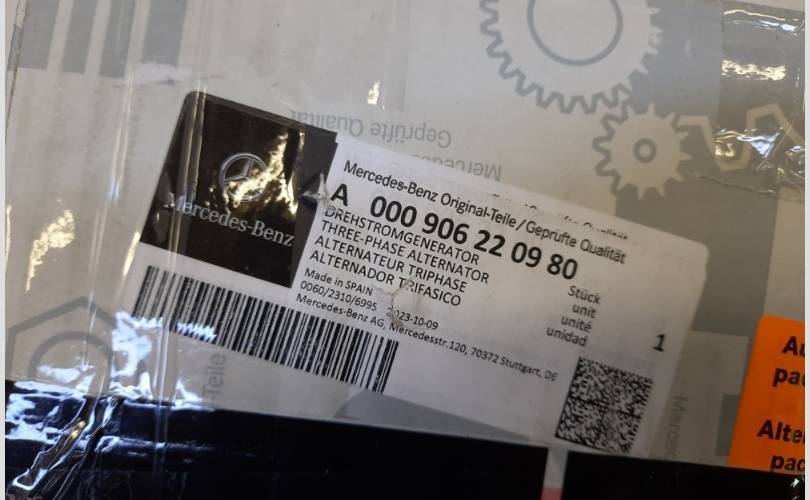 Geprüfte Qualität
Mercedes-Benz
Mercedes-Benz Original-Teile / Geprüfte Qualität
A 000 906 22 09 80
DREHSTROMGENERATOR
THREE-PHASE ALTERNATOR
ALTERNATEUR TRIPHASE
ALTERNADOR TRIFASICO
Stück
unit
unité
unidad
1
Made in SPAIN
0060/2310/6995 2023-10-09
Mercedes-Benz AG, Mercedesstr.120, 70372 Stuttgart, DE